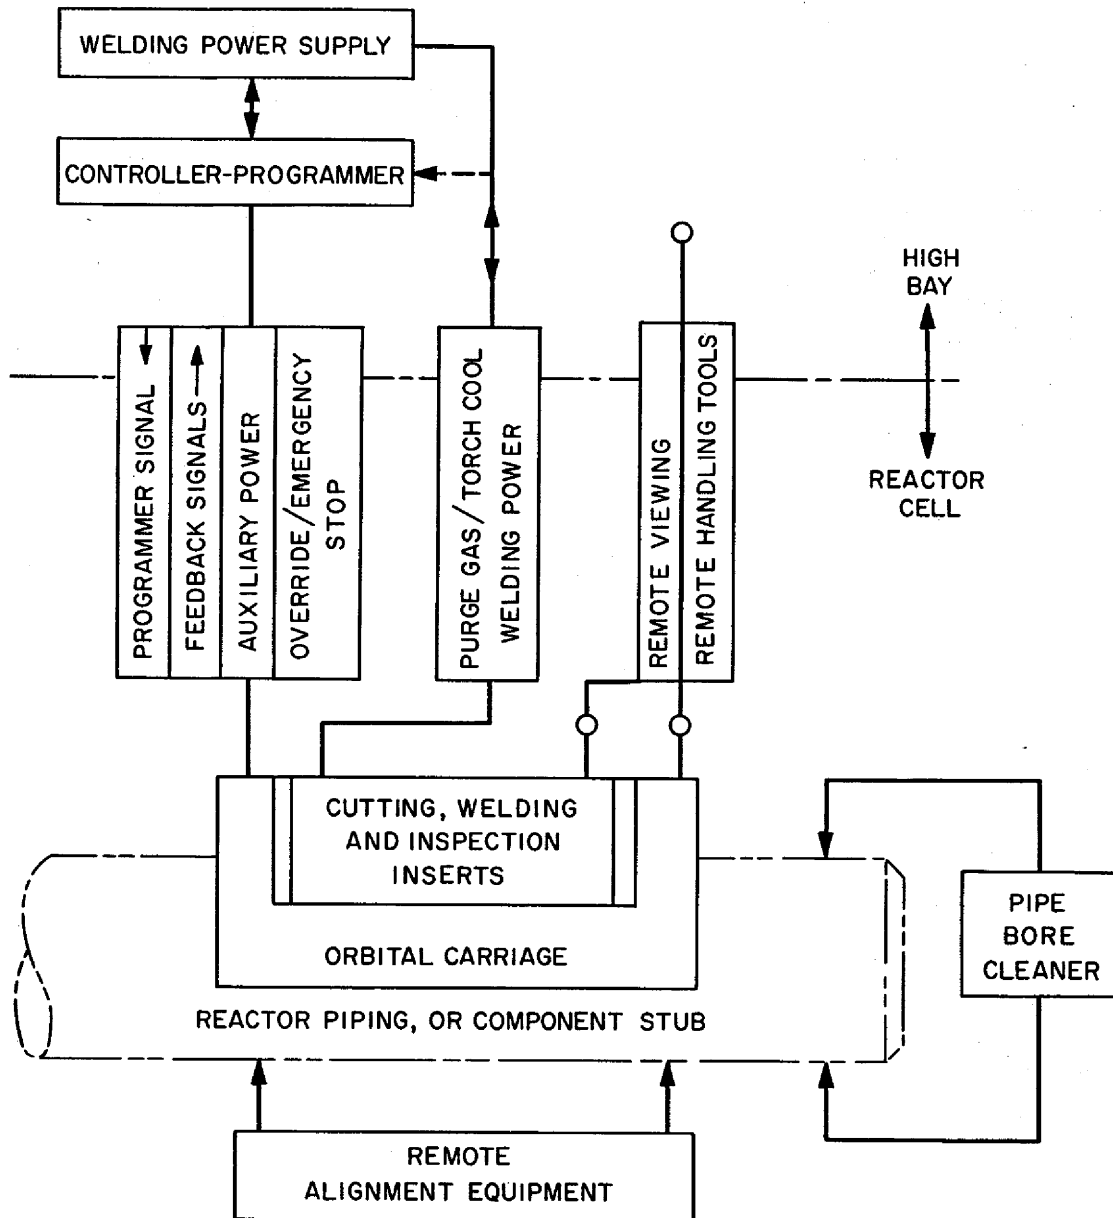 WELDING POWER SUPPLY
CONTROLLER-PROGRAMMER
HIGH
BAY
REACTOR
CELL
PROGRAMMER SIGNAL
FEEDBACK SIGNALS
AUXILIARY POWER
OVERRIDE/EMERGENCY
STOP
PURGE GAS/TORCH COOL
WELDING POWER
REMOTE VIEWING
REMOTE HANDLING TOOLS
CUTTING, WELDING
AND INSPECTION
INSERTS
ORBITAL CARRIAGE
REACTOR PIPING, OR COMPONENT STUB
PIPE
BORE
CLEANER
REMOTE
ALIGNMENT EQUIPMENT